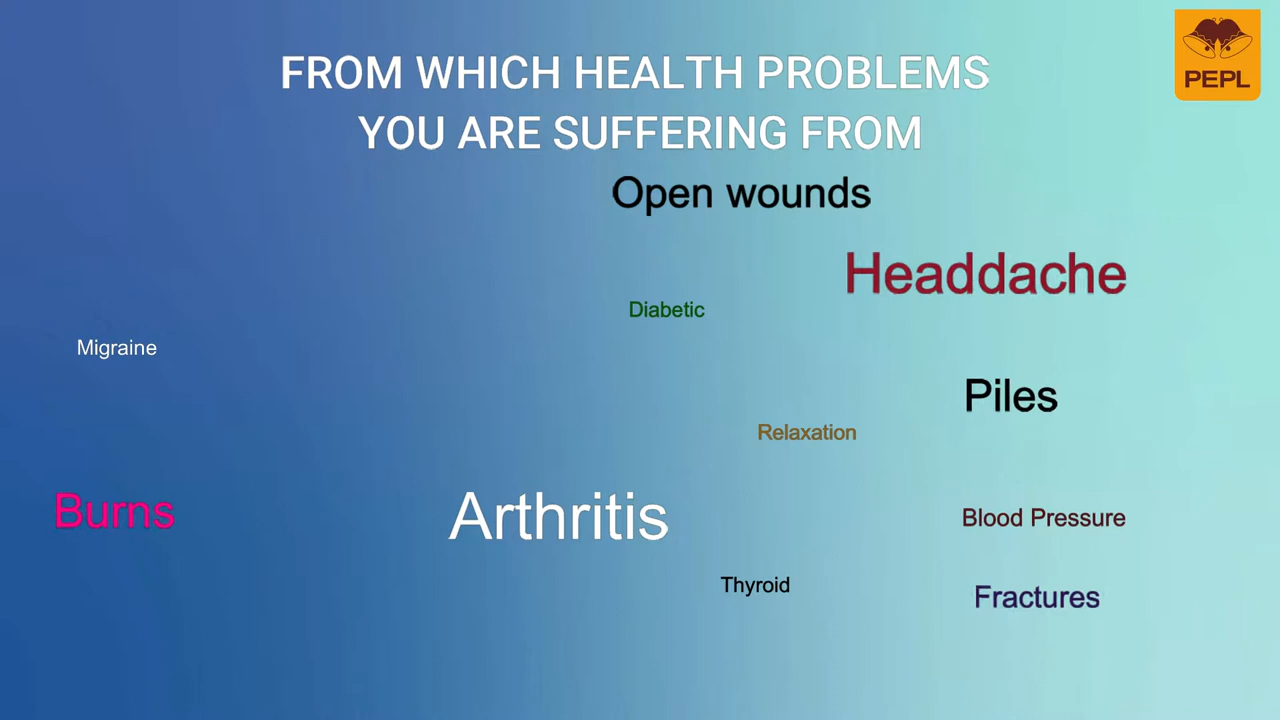 FROM WHICH HEALTH PROBLEMS
YOU ARE SUFFERING FROM
PEPL
Open wounds
Headdache
Diabetic
Migraine
Piles
Relaxation
Burns
Arthritis
Blood Pressure
Thyroid
Fractures